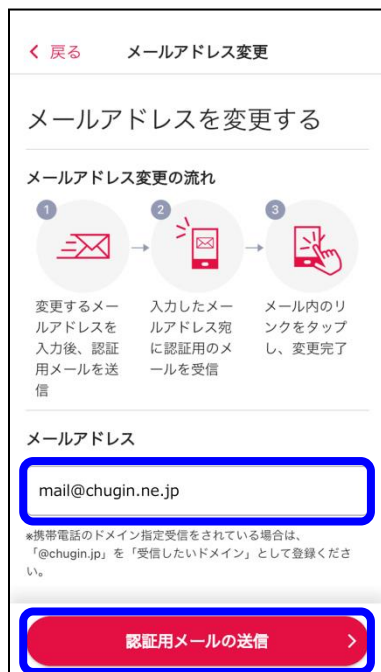 戻る メールアドレス変更
メールアドレスを変更する
メールアドレス変更の流れ
1 2 3
変更するメー
ルアドレスを
入力後、認証
用メールを送
信
入力したメー
ルアドレス宛
に認証用のメ
ールを受信
メール内のリ
ンクをタップ
し、変更完了
メールアドレス
mail@chugin.ne.jp
※携帯電話のドメイン指定受信をされている場合は、
「@chugin.jp」を「受信したいドメイン」として登録くださ
い。
認証用メールの送信